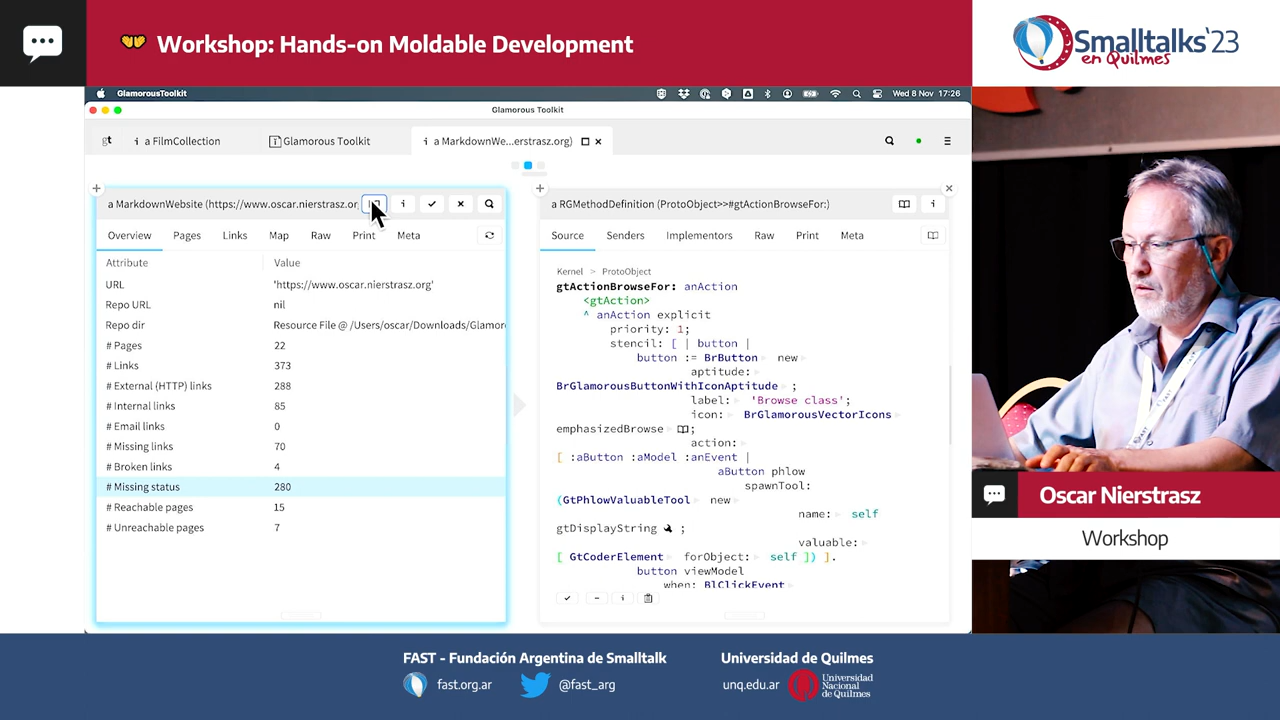 Workshop: Hands-on Moldable Development
Smalltalks'23
en Quilmes
GlamorousToolkit
Wed 8 Nov 17:26
Glamorous Toolkit
gt
i a FilmCollection
Glamorous Toolkit
i a MarkdownWe...erstrasz.org)
a MarkdownWebsite (https://www.oscar.nierstrasz.or
Overview Pages Links Map Raw Print Meta
Attribute Value
URL 'https://www.oscar.nierstrasz.org'
Repo URL nil
Repo dir Resource File @ /Users/oscar/Downloads/Glamor
# Pages 22
# Links 373
# External (HTTP) links 288
# Internal links 85
# Email links 0
# Missing links 70
# Broken links 4
# Missing status 280
# Reachable pages 15
# Unreachable pages 7
a RGMethodDefinition (ProtoObject>>#gtActionBrowseFor:)
Source Senders Implementors Raw Print Meta
Kernel > ProtoObject
gtActionBrowseFor: anAction
<gtAction>
^ anAction explicit
priority: 1;
stencil: [ | button |
button := BrButton new
aptitude:
BrGlamorousButtonWithIconAptitude ;
label: 'Browse class';
icon: BrGlamorousVectorIcons
emphasizedBrowse ;
action:
[ :aButton :aModel :anEvent |
aButton phlow
spawnTool:
(GtPhlowValuableTool new
name: self
gtDisplayString ;
valuable:
[ GtCoderElement forObject: self ]) ].
button viewModel
when: BlClickEvent
Oscar Nierstrasz
Workshop
FAST - Fundación Argentina de Smalltalk
fast.org.ar
@fast_arg
Universidad de Quilmes
unq.edu.ar
Universidad
Nacional
de Quilmes